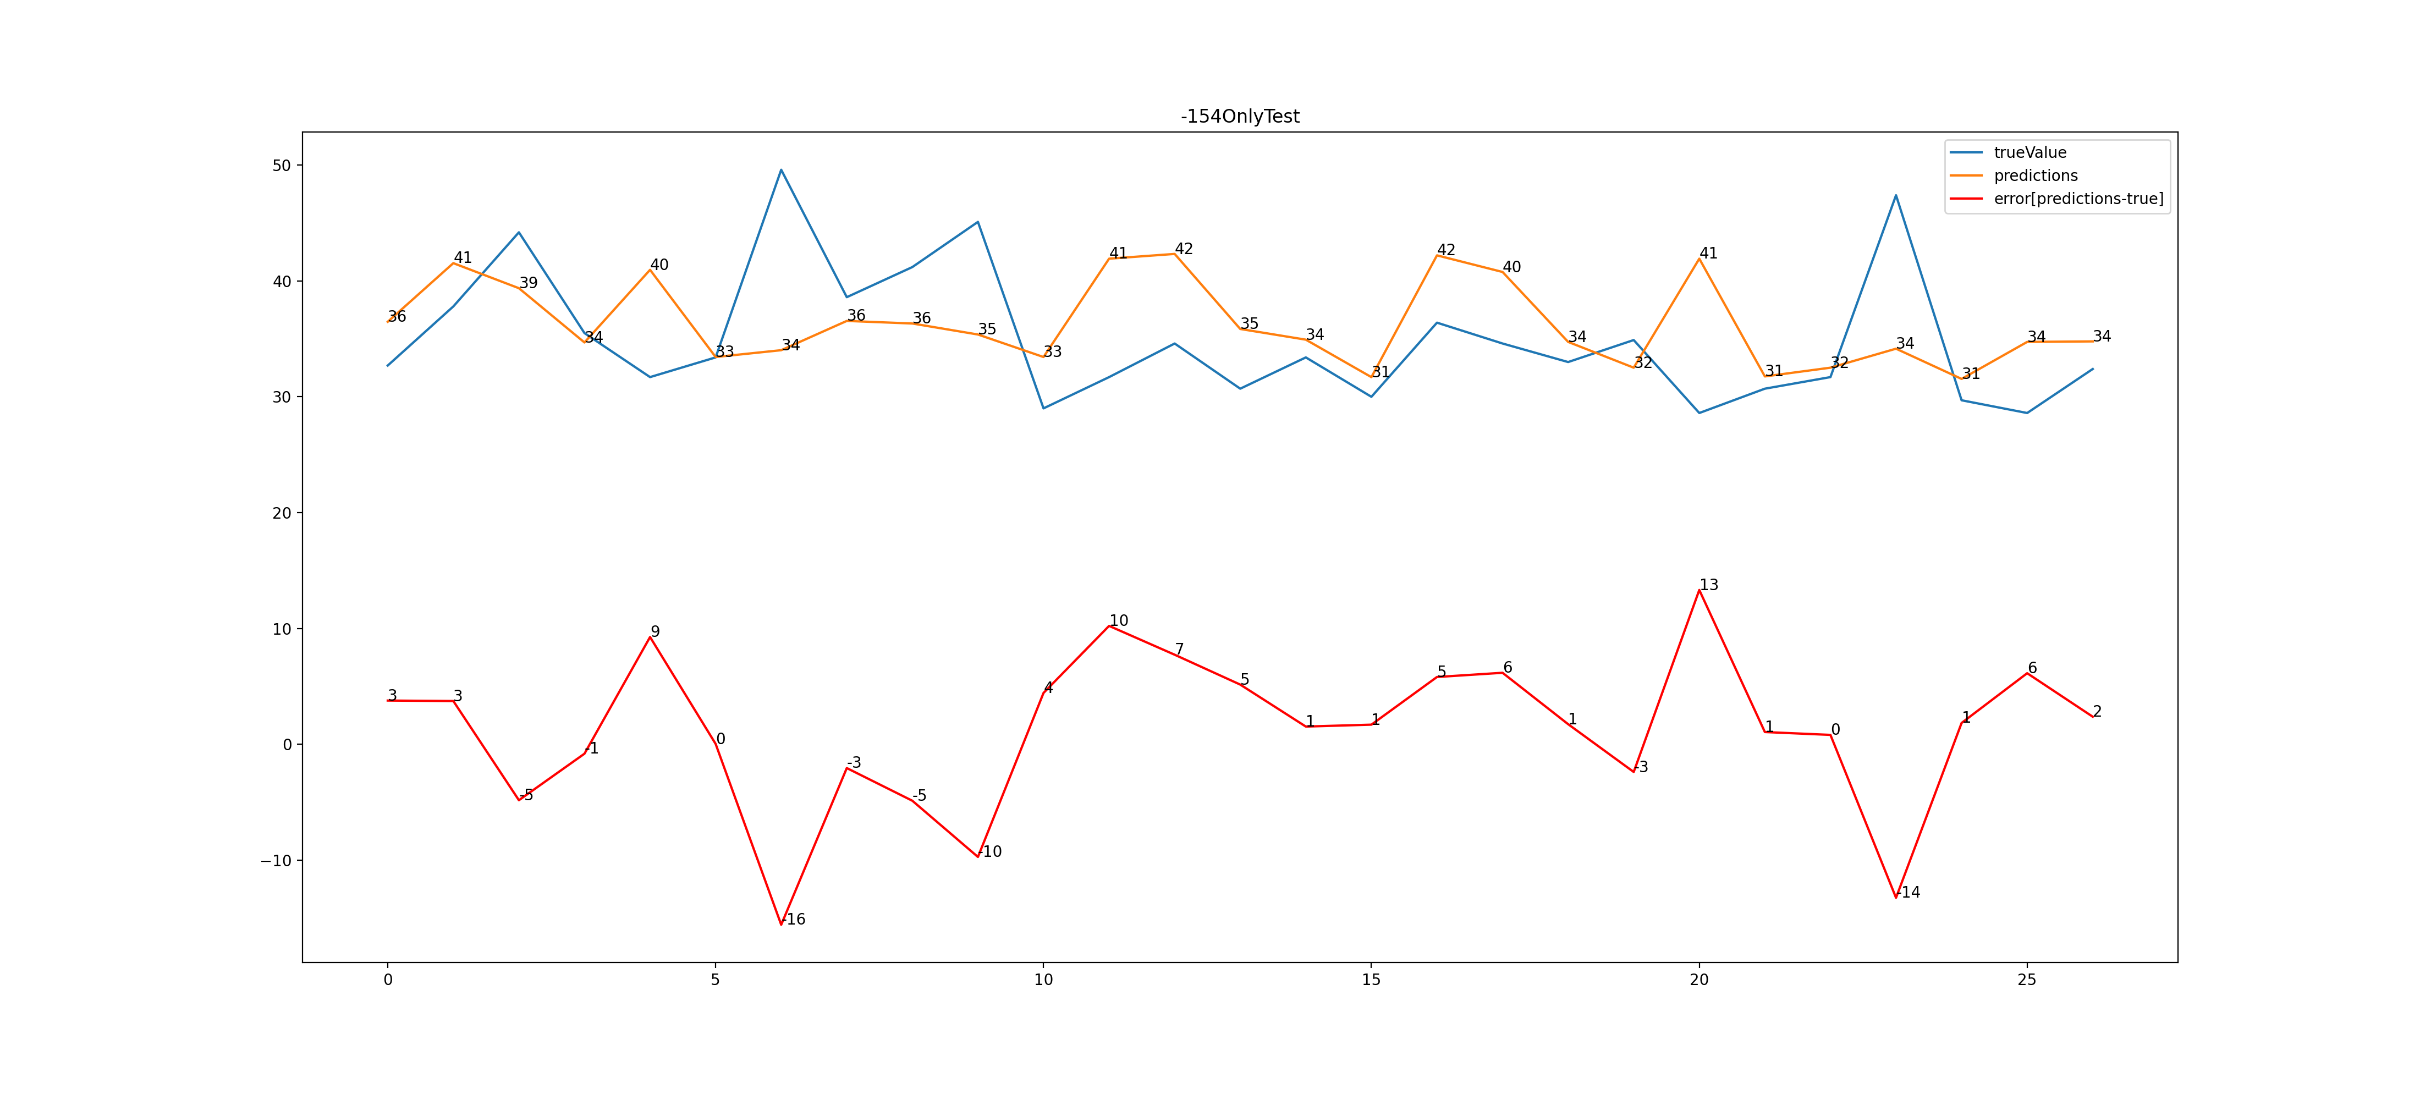 -154OnlyTest
trueValue
predictions
error[predictions-true]
50
40
30
20
10
0
−10
36 41 39 34 40 33 34 36 36 35 33 41 42 35 34 31 42 40 34 32 41 31 32 34 31 34 34
3 3 -5 -1 9 0 -16 -3 -5 -10 4 10 7 5 1 1 5 6 1 -3 13 1 0 -14 1 6 2
0 5 10 15 20 25